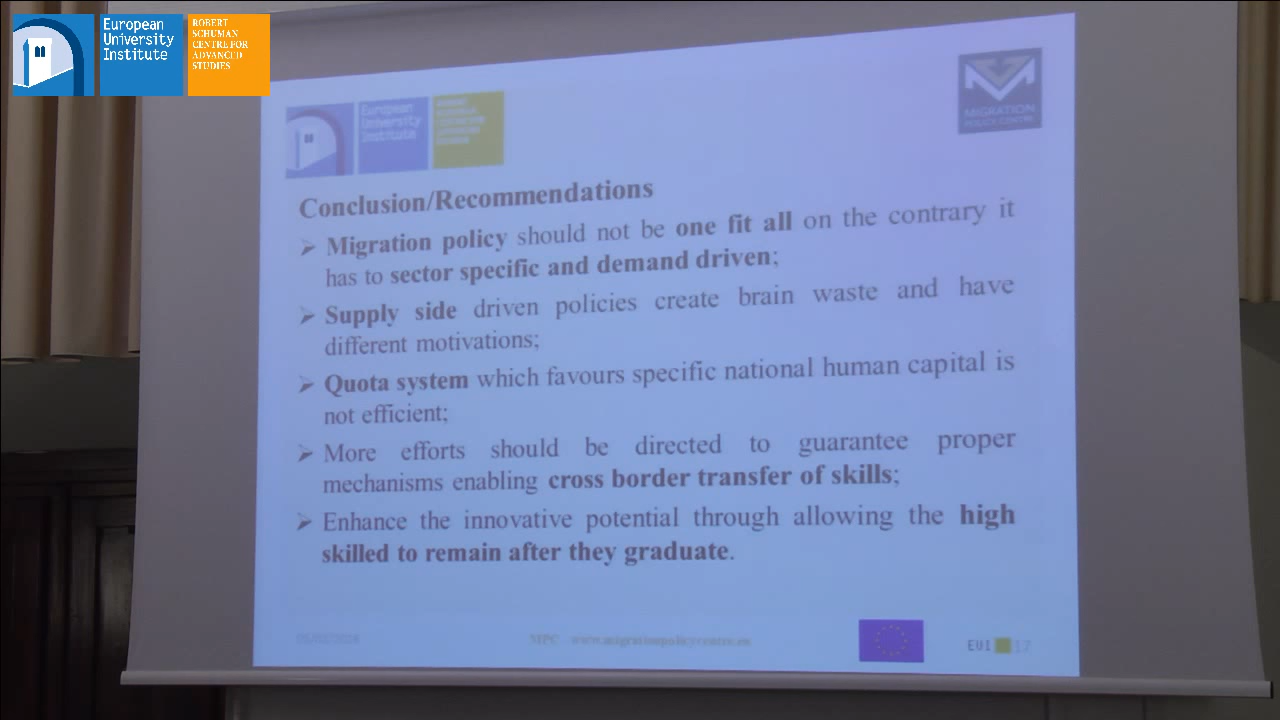 European
University
Institute
ROBERT
SCHUMAN
CENTRE FOR
ADVANCED
STUDIES
European
University
Institute
MIGRATION
POLICY CENTRE
Conclusion/Recommendations
➢ Migration policy should not be one fit all on the contrary it
has to sector specific and demand driven;
➢ Supply side driven policies create brain waste and have
different motivations;
➢ Quota system which favours specific national human capital is
not efficient;
➢ More efforts should be directed to guarantee proper
mechanisms enabling cross border transfer of skills;
➢ Enhance the innovative potential through allowing the high
skilled to remain after they graduate.
MPC - www.migrationpolicycentre.eu
EUI 17